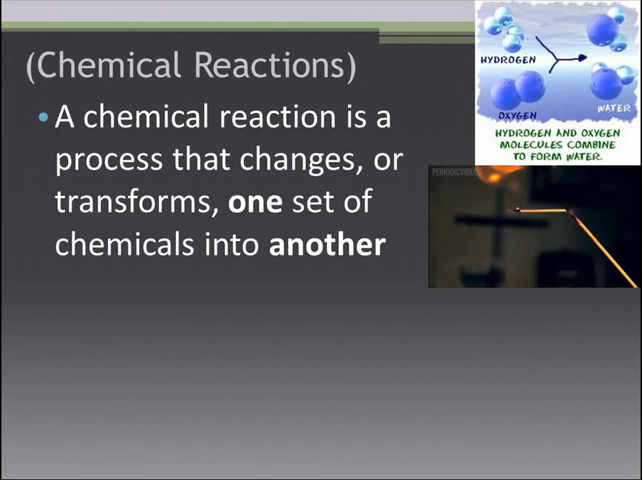 (Chemical Reactions)
• A chemical reaction is a
process that changes, or
transforms, one set of
chemicals into another
HYDROGEN
OXYGEN
WATER
HYDROGEN AND OXYGEN
MOLECULES COMBINE
TO FORM WATER.
PERIODICVIDEOS